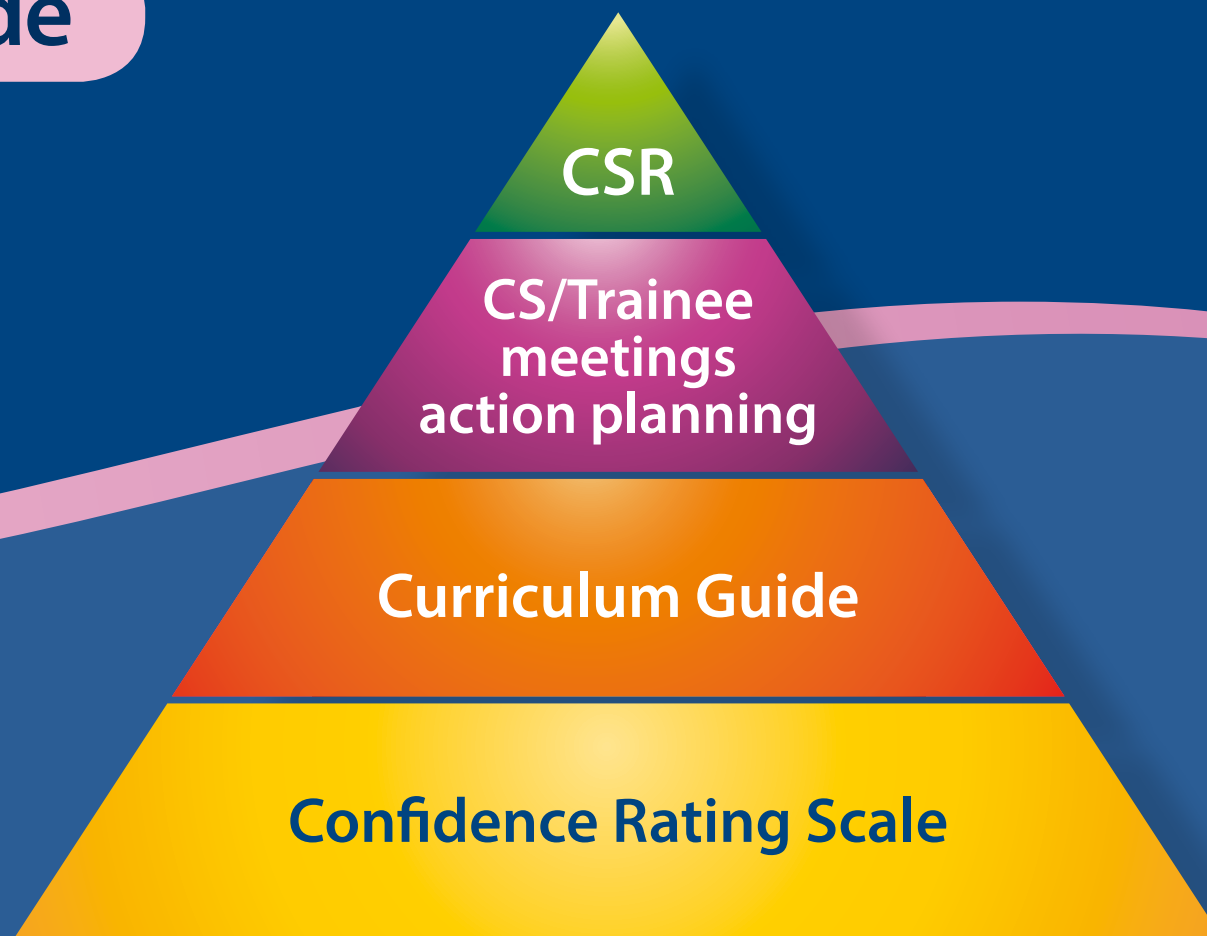 de
CSR
CS/Trainee
meetings
action planning
Curriculum Guide
Confidence Rating Scale